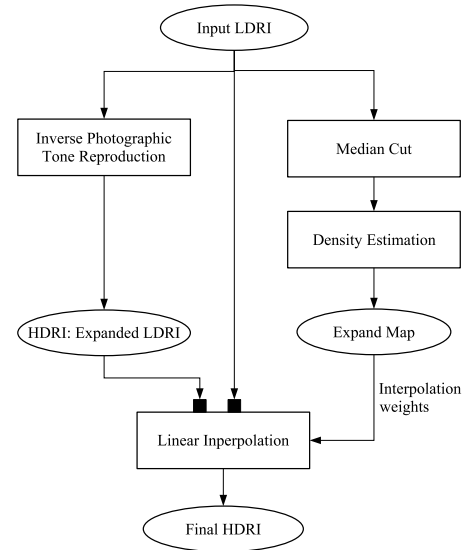 Input LDRI
Inverse Photographic
Tone Reproduction
Median Cut
Density Estimation
HDRI: Expanded LDRI
Expand Map
Interpolation
weights
Linear Inperpolation
Final HDRI